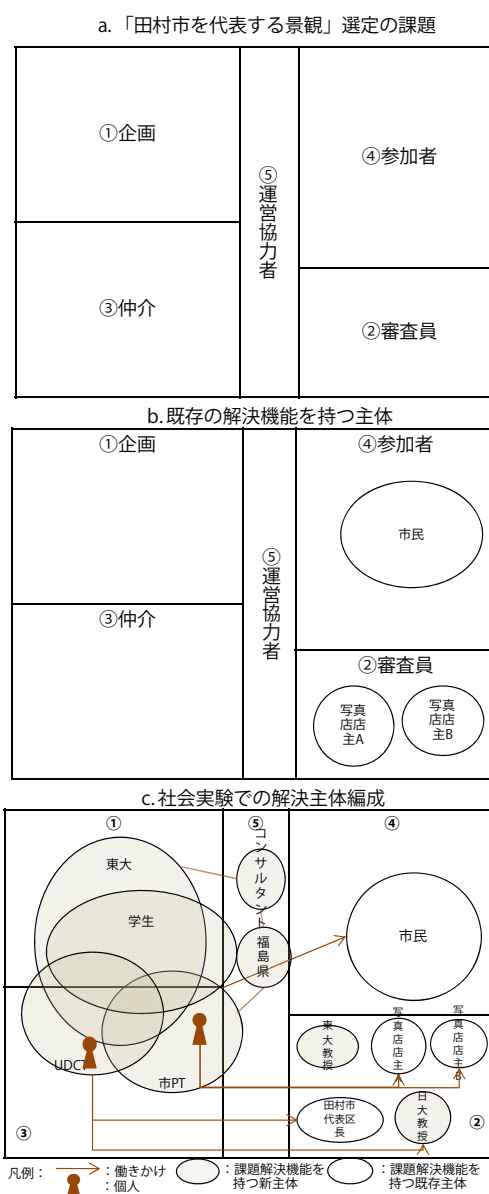 a. 「田村市を代表する景観」選定の課題
①企画
④参加者
⑤運営協力者
③仲介
②審査員
b. 既存の解決機能を持つ主体
①企画
④参加者
市民
⑤運営協力者
③仲介
②審査員
写真
店店
主A
写真
店店
主B
c. 社会実験での解決主体編成
①
⑤
④
東大
コンサルタント
学生
福島県
市民
東大教授
写真店店主
写真店店主B
UDCT
市PT
田村市
代表区
長
日大教授
②
③
凡例：
：働きかけ
：個人
：課題解決機能を
持つ新主体
：課題解決機能を
持つ既存主体